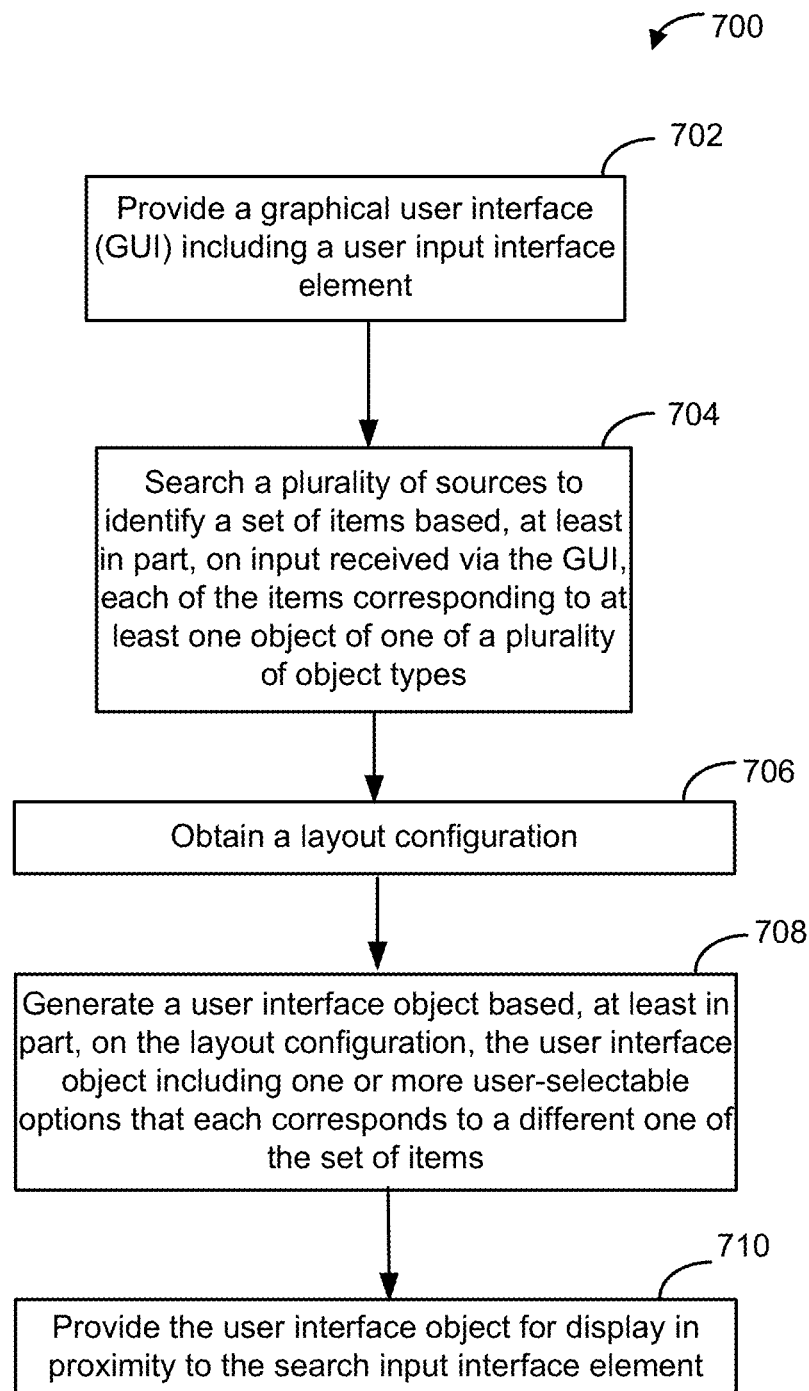 700
702
Provide a graphical user interface
(GUI) including a user input interface
element
704
Search a plurality of sources to
identify a set of items based, at least
in part, on input received via the GUI,
each of the items corresponding to at
least one object of one of a plurality
of object types
706
Obtain a layout configuration
708
Generate a user interface object based, at least in
part, on the layout configuration, the user interface
object including one or more user-selectable
options that each corresponds to a different one of
the set of items
710
Provide the user interface object for display in
proximity to the search input interface element